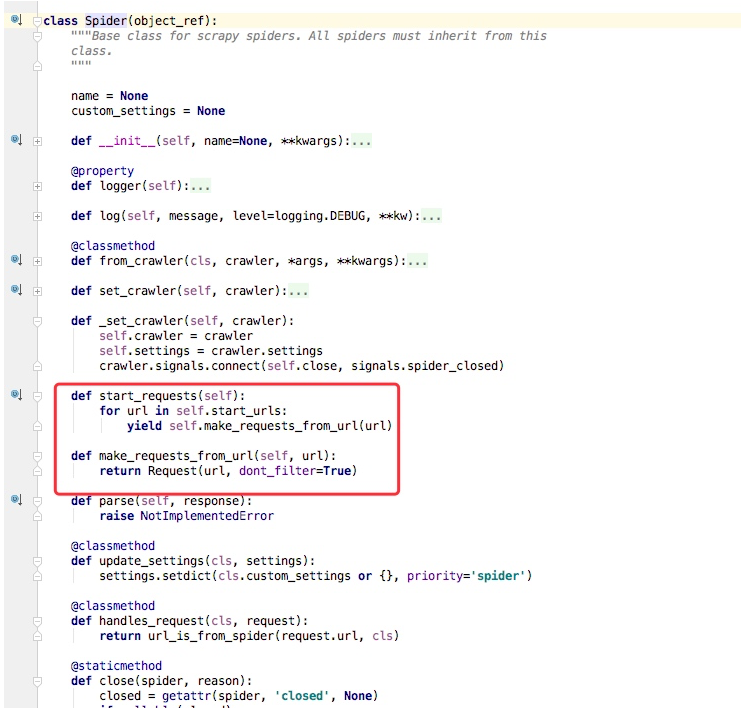 class Spider(object_ref):
    """Base class for scrapy spiders. All spiders must inherit from this
    class.
    """

    name = None
    custom_settings = None

    def __init__(self, name=None, **kwargs):...

    @property
    def logger(self):...

    def log(self, message, level=logging.DEBUG, **kw):...

    @classmethod
    def from_crawler(cls, crawler, *args, **kwargs):...

    def set_crawler(self, crawler):...

    def _set_crawler(self, crawler):
        self.crawler = crawler
        self.settings = crawler.settings
        crawler.signals.connect(self.close, signals.spider_closed)

    def start_requests(self):
        for url in self.start_urls:
            yield self.make_requests_from_url(url)

    def make_requests_from_url(self, url):
        return Request(url, dont_filter=True)

    def parse(self, response):
        raise NotImplementedError

    @classmethod
    def update_settings(cls, settings):
        settings.setdict(cls.custom_settings or {}, priority='spider')

    @classmethod
    def handles_request(cls, request):
        return url_is_from_spider(request.url, cls)

    @staticmethod
    def close(spider, reason):
        closed = getattr(spider, 'closed', None)